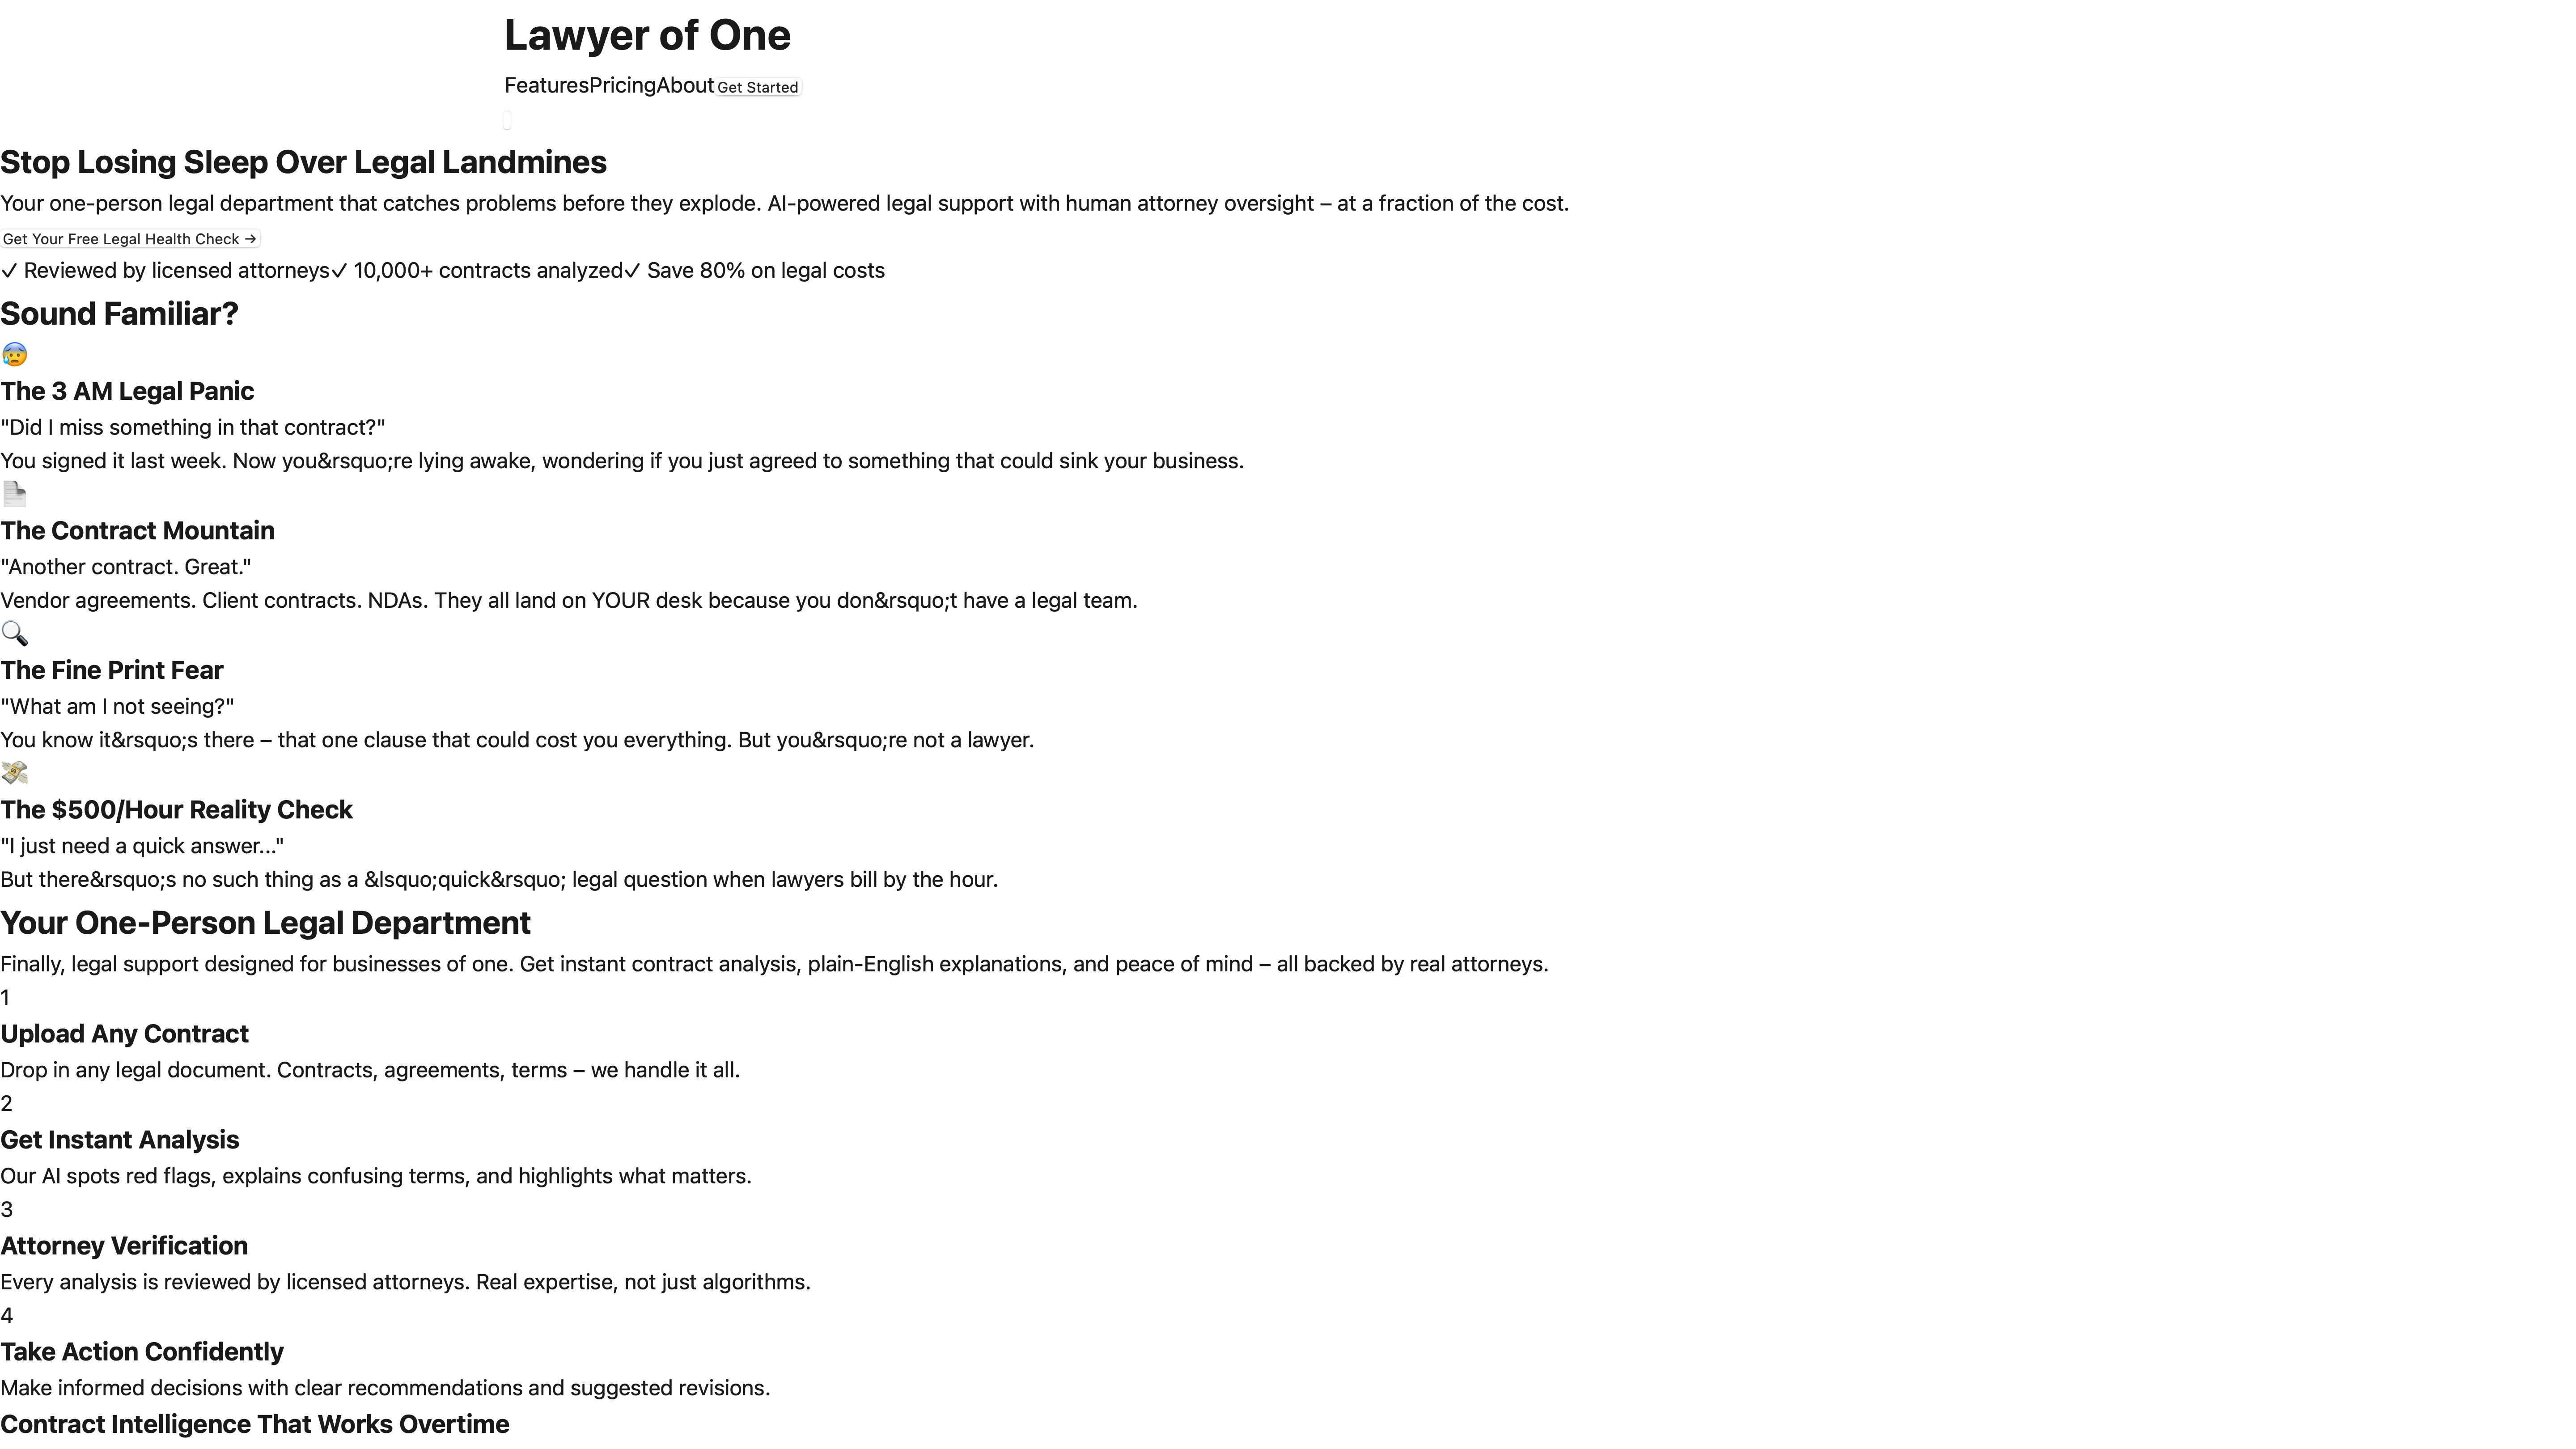 Lawyer of One
FeaturesPricingAbout Get Started
Stop Losing Sleep Over Legal Landmines
Your one-person legal department that catches problems before they explode. AI-powered legal support with human attorney oversight – at a fraction of the cost.
Get Your Free Legal Health Check →
✓ Reviewed by licensed attorneys✓ 10,000+ contracts analyzed✓ Save 80% on legal costs
Sound Familiar?
😰
The 3 AM Legal Panic
"Did I miss something in that contract?"
You signed it last week. Now you&rsquo;re lying awake, wondering if you just agreed to something that could sink your business.
📄
The Contract Mountain
"Another contract. Great."
Vendor agreements. Client contracts. NDAs. They all land on YOUR desk because you don&rsquo;t have a legal team.
🔍
The Fine Print Fear
"What am I not seeing?"
You know it&rsquo;s there – that one clause that could cost you everything. But you&rsquo;re not a lawyer.
💸
The $500/Hour Reality Check
"I just need a quick answer..."
But there&rsquo;s no such thing as a &lsquo;quick&rsquo; legal question when lawyers bill by the hour.
Your One-Person Legal Department
Finally, legal support designed for businesses of one. Get instant contract analysis, plain-English explanations, and peace of mind – all backed by real attorneys.
1
Upload Any Contract
Drop in any legal document. Contracts, agreements, terms – we handle it all.
2
Get Instant Analysis
Our AI spots red flags, explains confusing terms, and highlights what matters.
3
Attorney Verification
Every analysis is reviewed by licensed attorneys. Real expertise, not just algorithms.
4
Take Action Confidently
Make informed decisions with clear recommendations and suggested revisions.
Contract Intelligence That Works Overtime